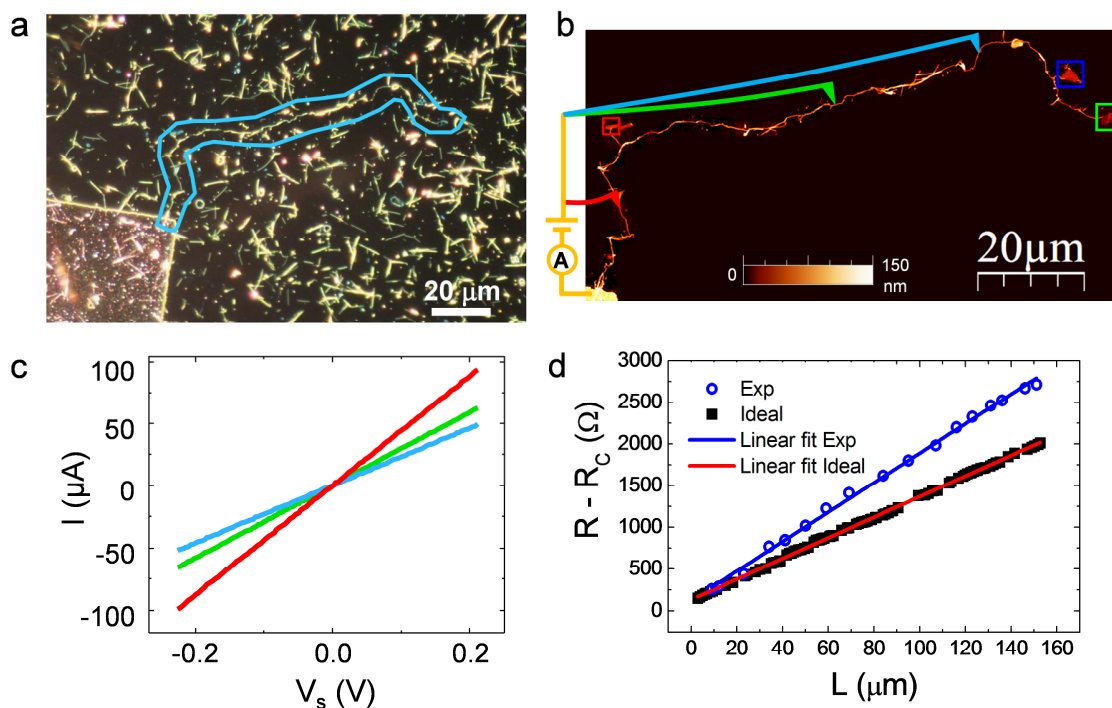 a
20 µm
b
A
0
150
nm
20µm
c
100
50
0
-50
-100
I (µA)
-0.2
0.0
0.2
V_s (V)
d
3000
2500
2000
1500
1000
500
0
R - R_C (Ω)
Exp
Ideal
Linear fit Exp
Linear fit Ideal
0
20
40
60
80
100
120
140
160
L (µm)